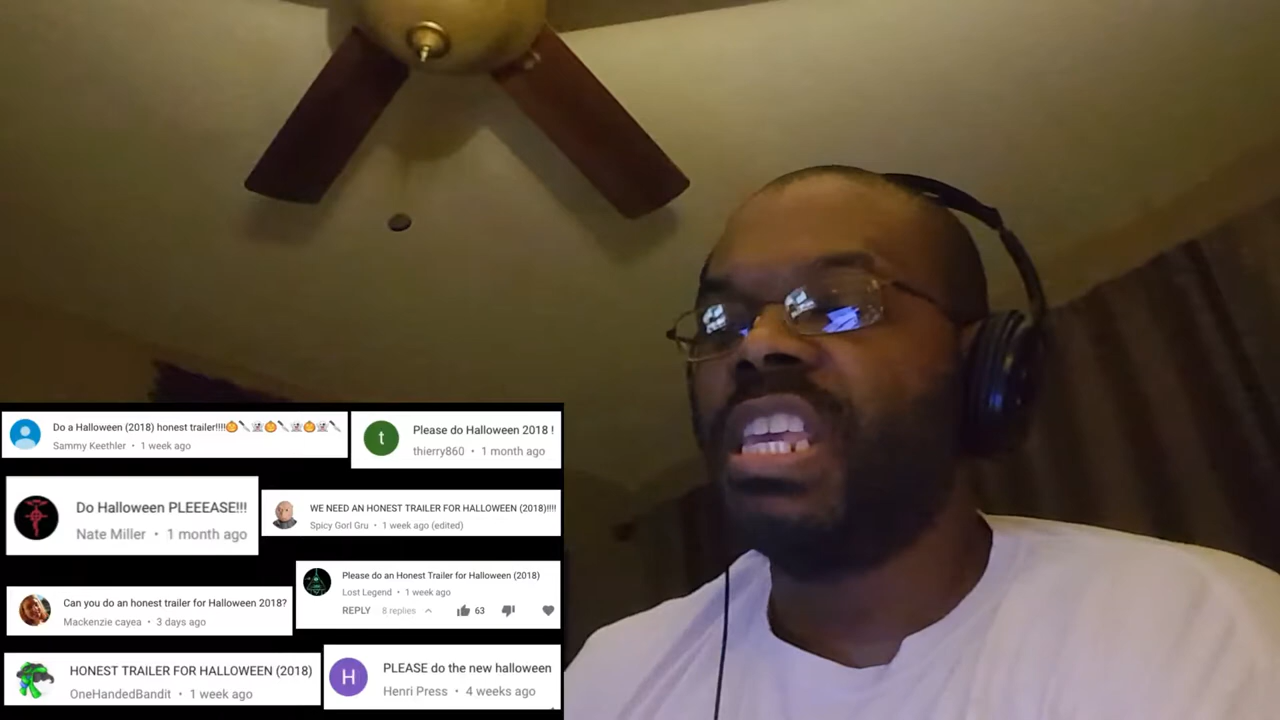 Do a Halloween (2018) honest trailer!!!!🎃🔪👻🎃🔪👻🎃👻🔪
Sammy Keethler • 1 week ago
t
Please do Halloween 2018 !
thierry860 • 1 month ago
Do Halloween PLEEEASE!!!
Nate Miller • 1 month ago
WE NEED AN HONEST TRAILER FOR HALLOWEEN (2018)!!!!
Spicy Gorl Gru • 1 week ago (edited)
Please do an Honest Trailer for Halloween (2018)
Lost Legend • 1 week ago
REPLY 8 replies 63
Can you do an honest trailer for Halloween 2018?
Mackenzie cayea • 3 days ago
HONEST TRAILER FOR HALLOWEEN (2018)
OneHandedBandit • 1 week ago
H
PLEASE do the new halloween
Henri Press • 4 weeks ago